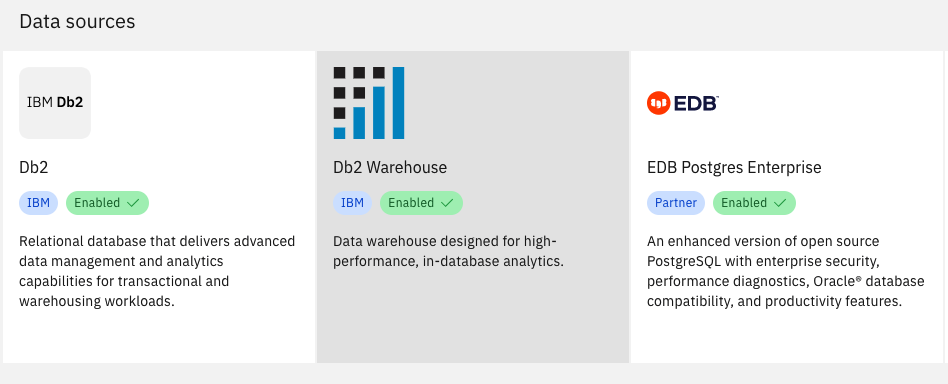 Data sources
IBM Db2
Db2
IBM
Enabled
Relational database that delivers advanced
data management and analytics
capabilities for transactional and
warehousing workloads.
Db2 Warehouse
IBM
Enabled
Data warehouse designed for high-
performance, in-database analytics.
EDB™
EDB Postgres Enterprise
Partner
Enabled
An enhanced version of open source
PostgreSQL with enterprise security,
performance diagnostics, Oracle® database
compatibility, and productivity features.